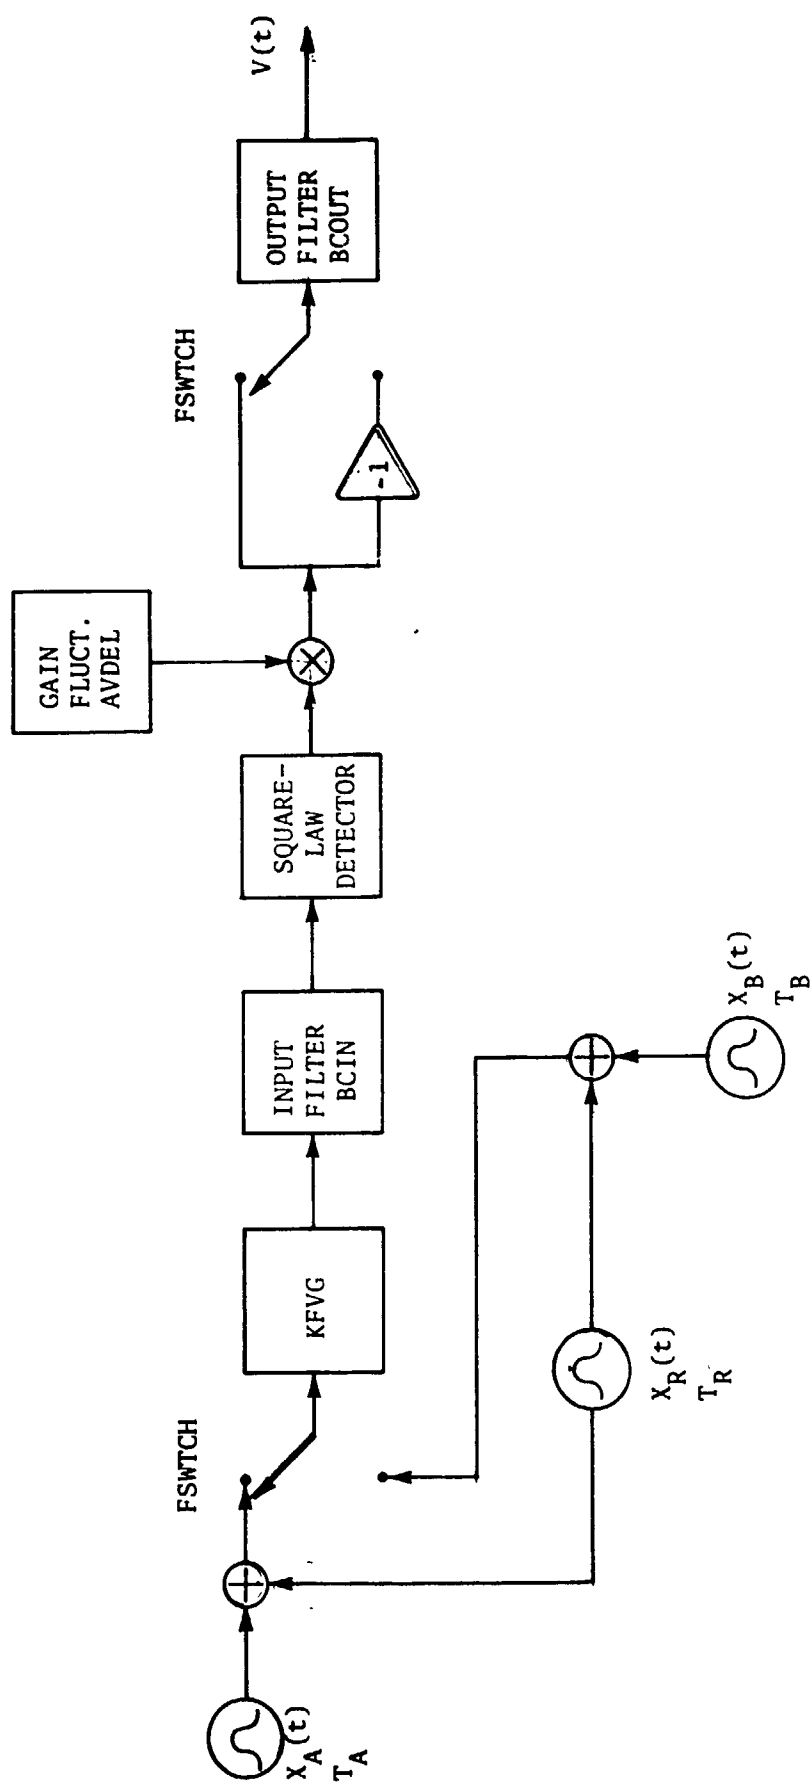 GAIN
FLUCT.
AVDEL
FSWTCH
FSWTCH
V(t)
KFVG
INPUT
FILTER
BCIN
SQUARE-
LAW
DETECTOR
-1
OUTPUT
FILTER
BCOUT
X_A(t)
T_A
X_R(t)
T_R
X_B(t)
T_B